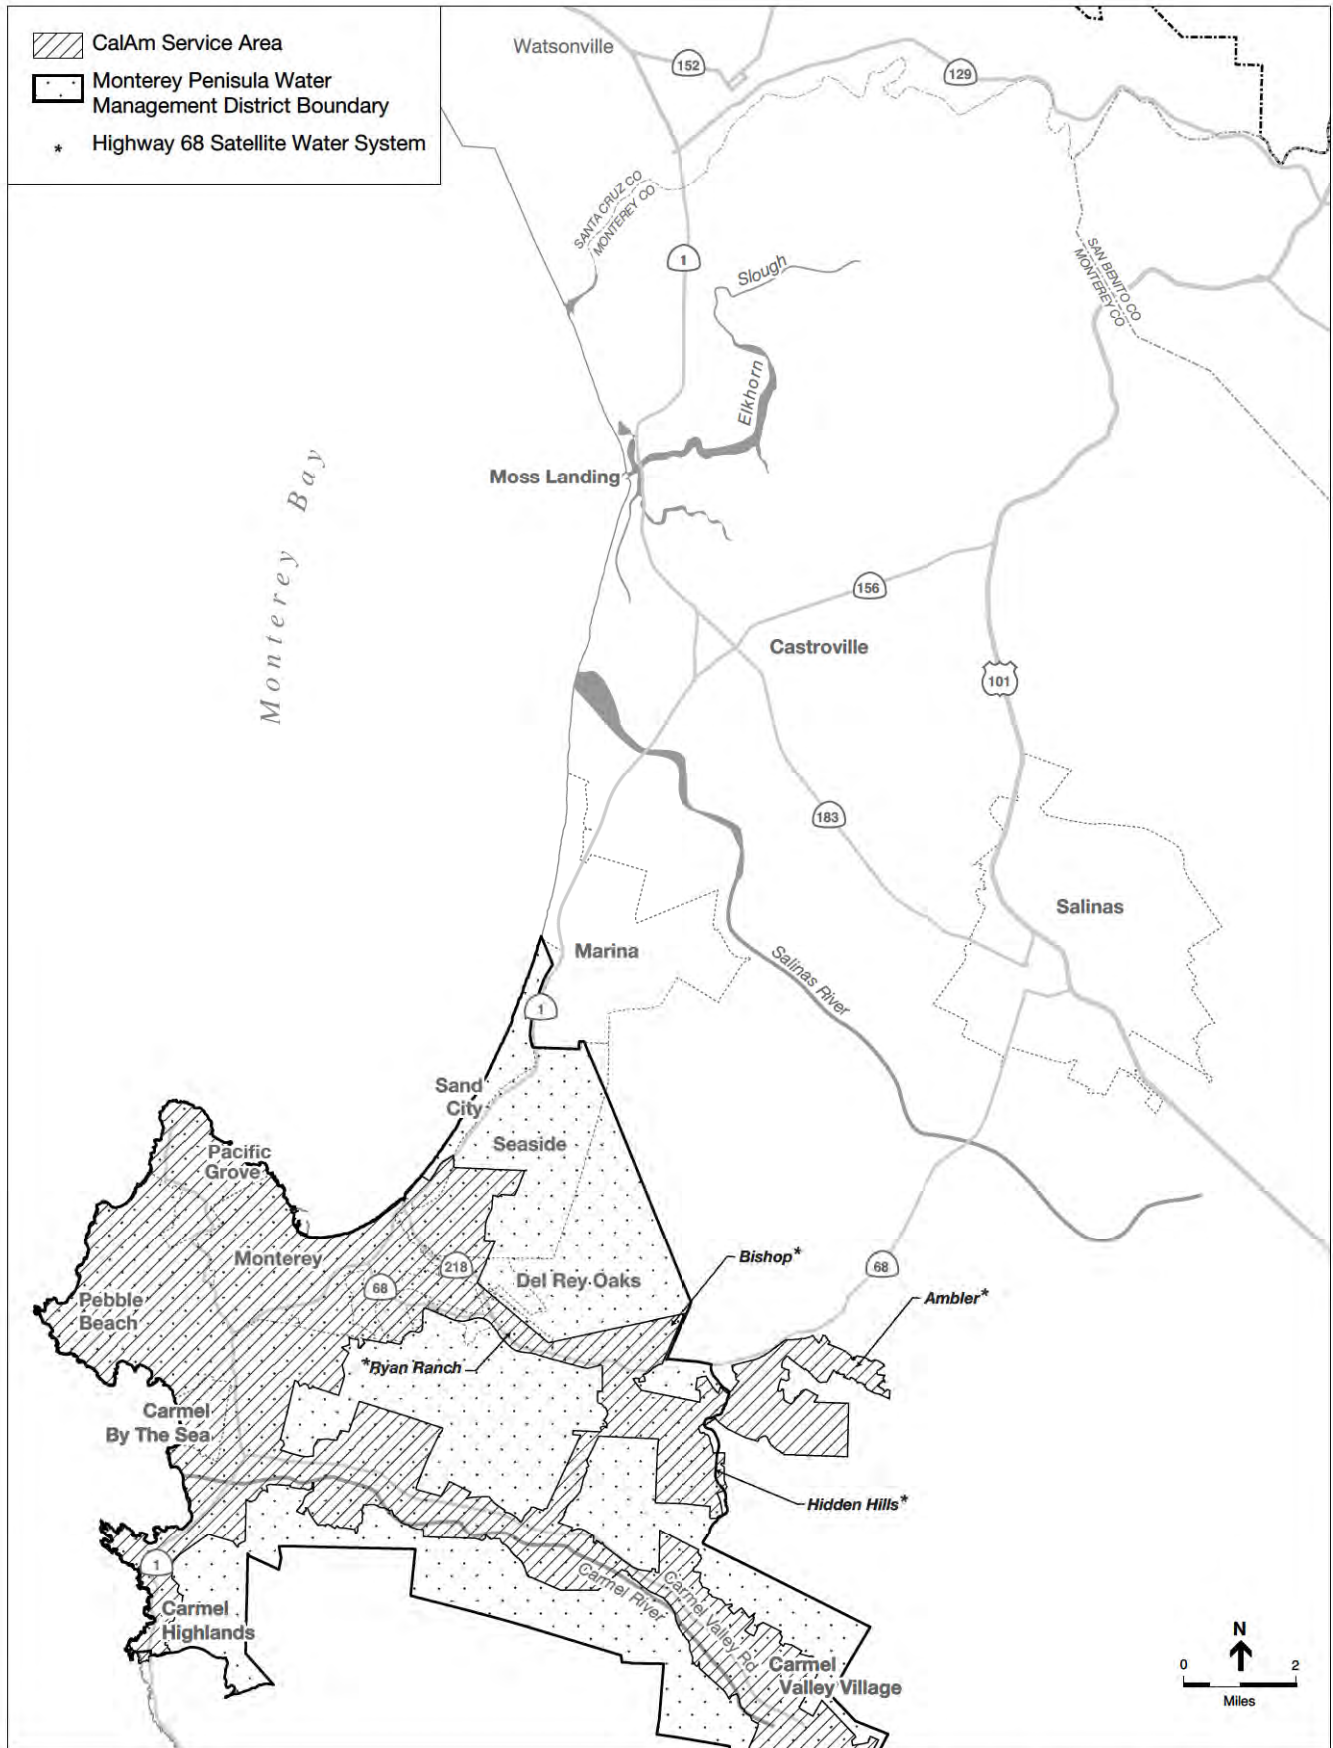 CalAm Service Area
Monterey Penisula Water
Management District Boundary
* Highway 68 Satellite Water System
Watsonville
152
129
SANTA CRUZ CO
MONTEREY CO
1
Slough
SAN BENITO CO
MONTEREY CO
Elkhorn
Monterey Bay
Moss Landing
156
Castroville
101
183
Salinas
Marina
Salinas River
1
Sand
City
Seaside
Pacific
Grove
Monterey
218
68
Del Rey Oaks
Bishop*
68
Ambler*
Pebble
Beach
*Ryan Ranch
Carmel
By The Sea
Hidden Hills*
1
Carmel River
Carmel Valley Rd
Carmel
Highlands
Carmel
Valley Village
N
0 2
Miles